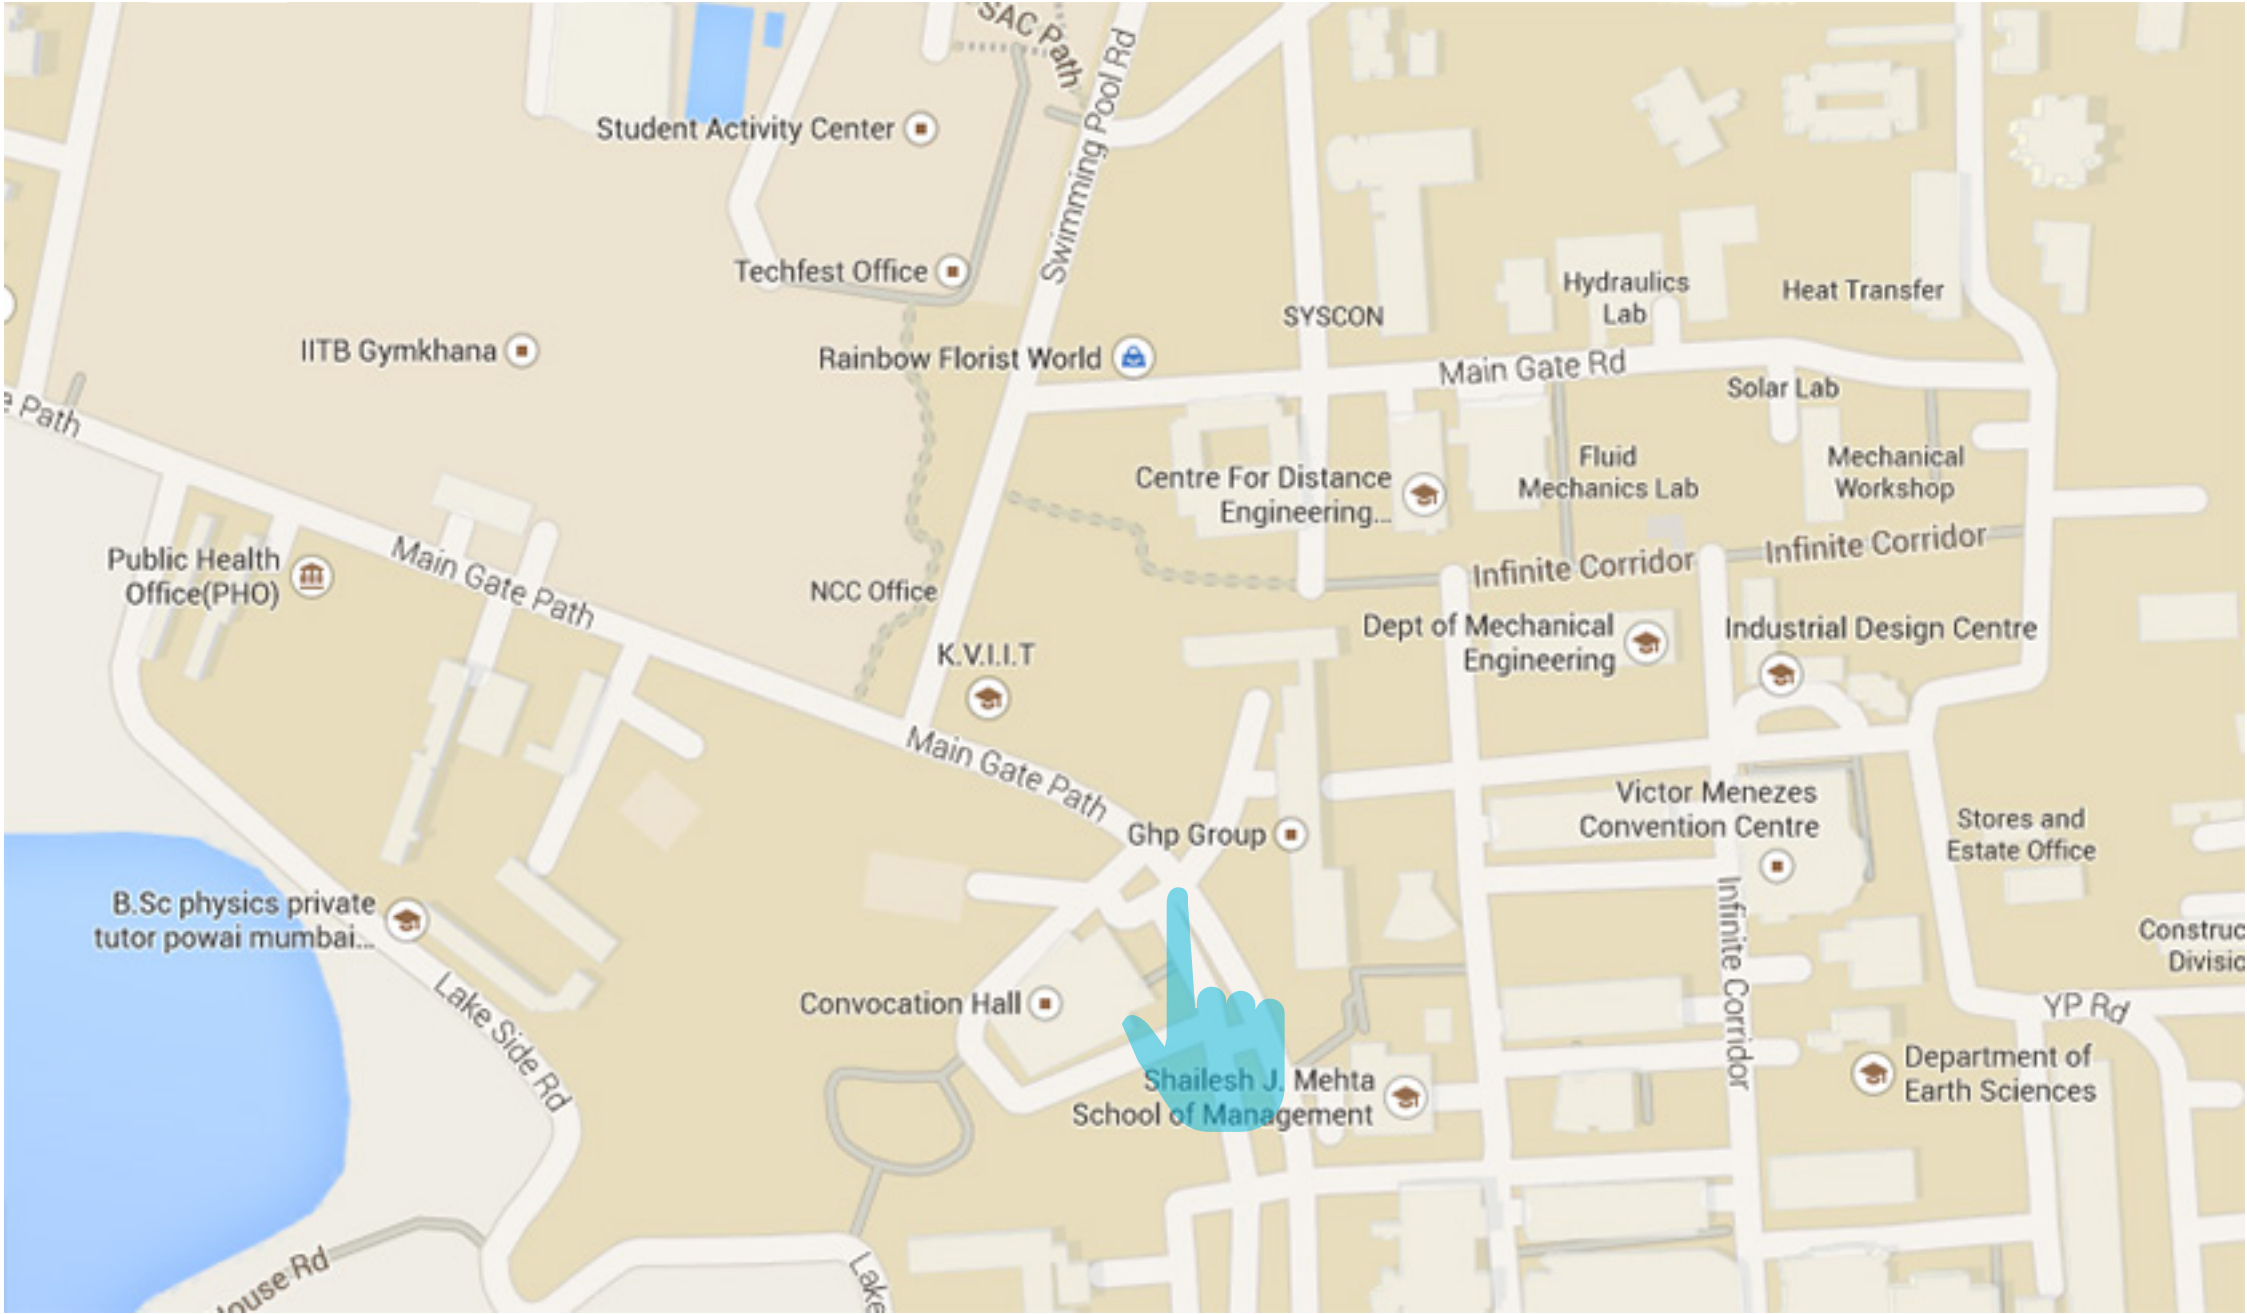 SAC Path
Swimming Pool Rd
Student Activity Center
Techfest Office
IITB Gymkhana
Rainbow Florist World
SYSCON
Hydraulics
Lab
Heat Transfer
Main Gate Rd
Solar Lab
Path
Centre For Distance
Engineering...
Fluid
Mechanics Lab
Mechanical
Workshop
Infinite Corridor
Infinite Corridor
Public Health
Office(PHO)
Main Gate Path
NCC Office
K.V.I.I.T
Dept of Mechanical
Engineering
Industrial Design Centre
Main Gate Path
Ghp Group
Victor Menezes
Convention Centre
Stores and
Estate Office
B.Sc physics private
tutor powai mumbai...
Infinite Corridor
Construc
Divisio
Convocation Hall
Lake Side Rd
YP Rd
Shailesh J. Mehta
School of Management
Department of
Earth Sciences
ouse Rd
Lake